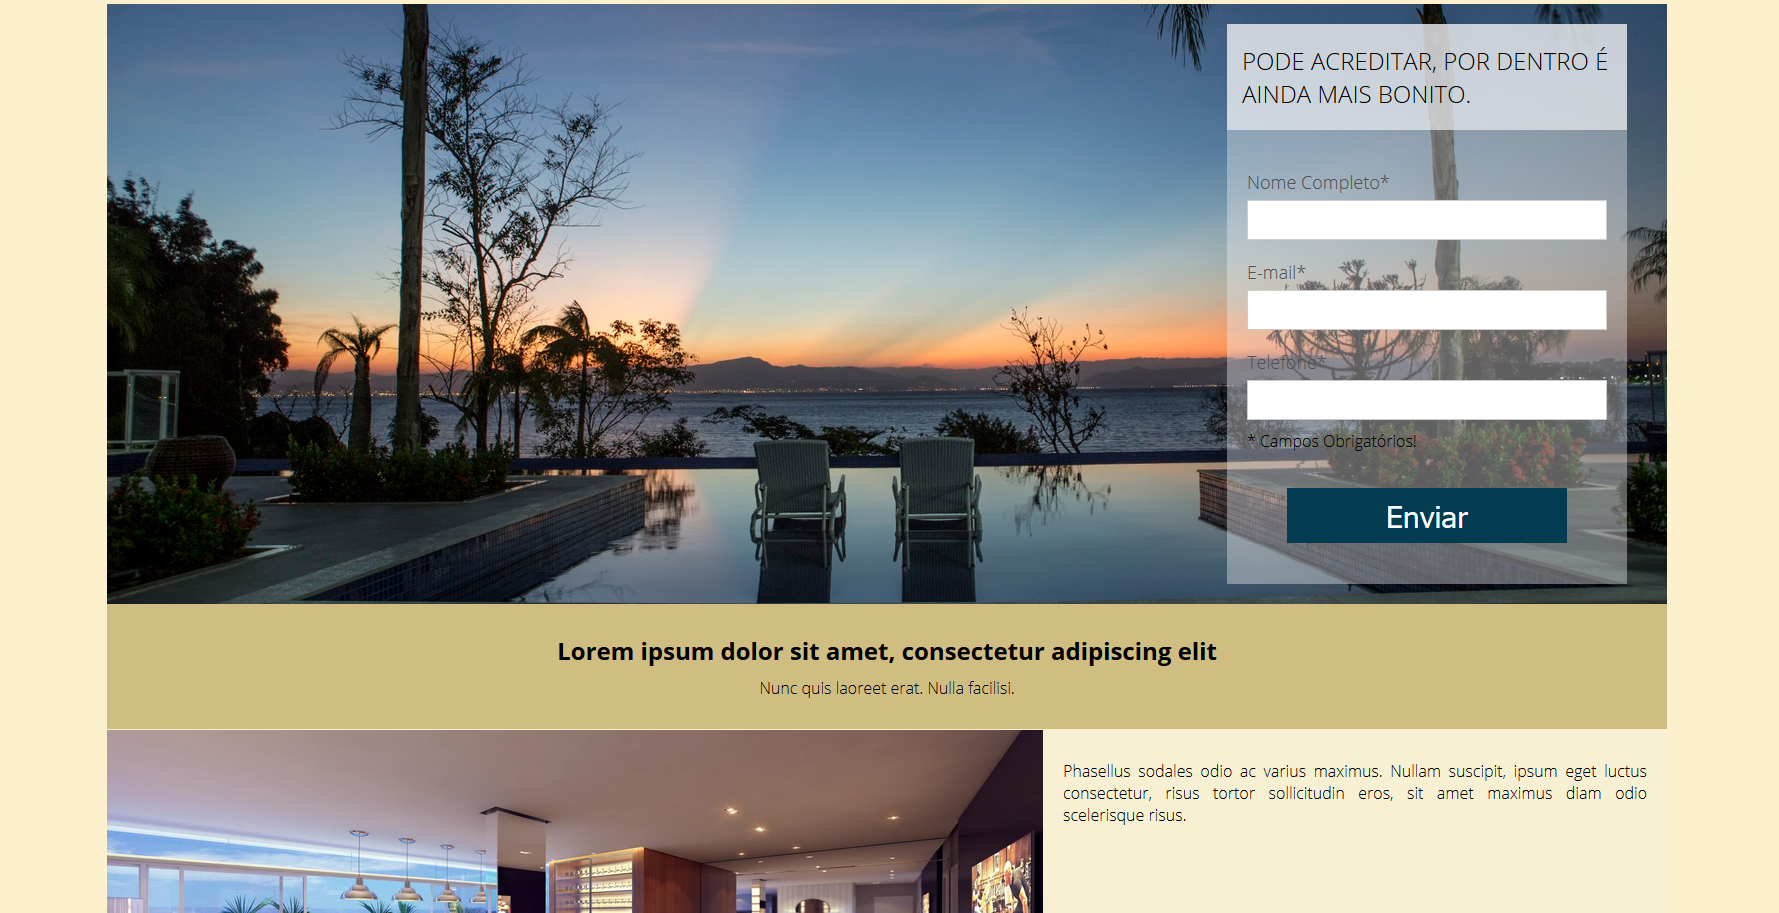 PODE ACREDITAR, POR DENTRO É
AINDA MAIS BONITO.
Nome Completo*
E-mail*
Telefone*
* Campos Obrigatórios!
Enviar
Lorem ipsum dolor sit amet, consectetur adipiscing elit
Nunc quis laoreet erat. Nulla facilisi.
Phasellus sodales odio ac varius maximus. Nullam suscipit, ipsum eget luctus
consectetur, risus tortor sollicitudin eros, sit amet maximus diam odio
scelerisque risus.